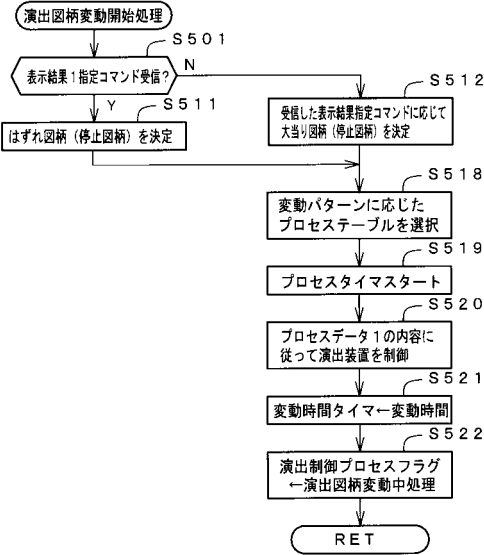 演出図柄変動開始処理
S501
表示結果1指定コマンド受信?
N
Y
S511
はずれ図柄(停止図柄)を決定
S512
受信した表示結果指定コマンドに応じて
大当り図柄(停止図柄)を決定
S518
変動パターンに応じた
プロセステーブルを選択
S519
プロセスタイマスタート
S520
プロセスデータ1の内容に
従って演出装置を制御
S521
変動時間タイマ←変動時間
S522
演出制御プロセスフラグ
←演出図柄変動中処理
RET